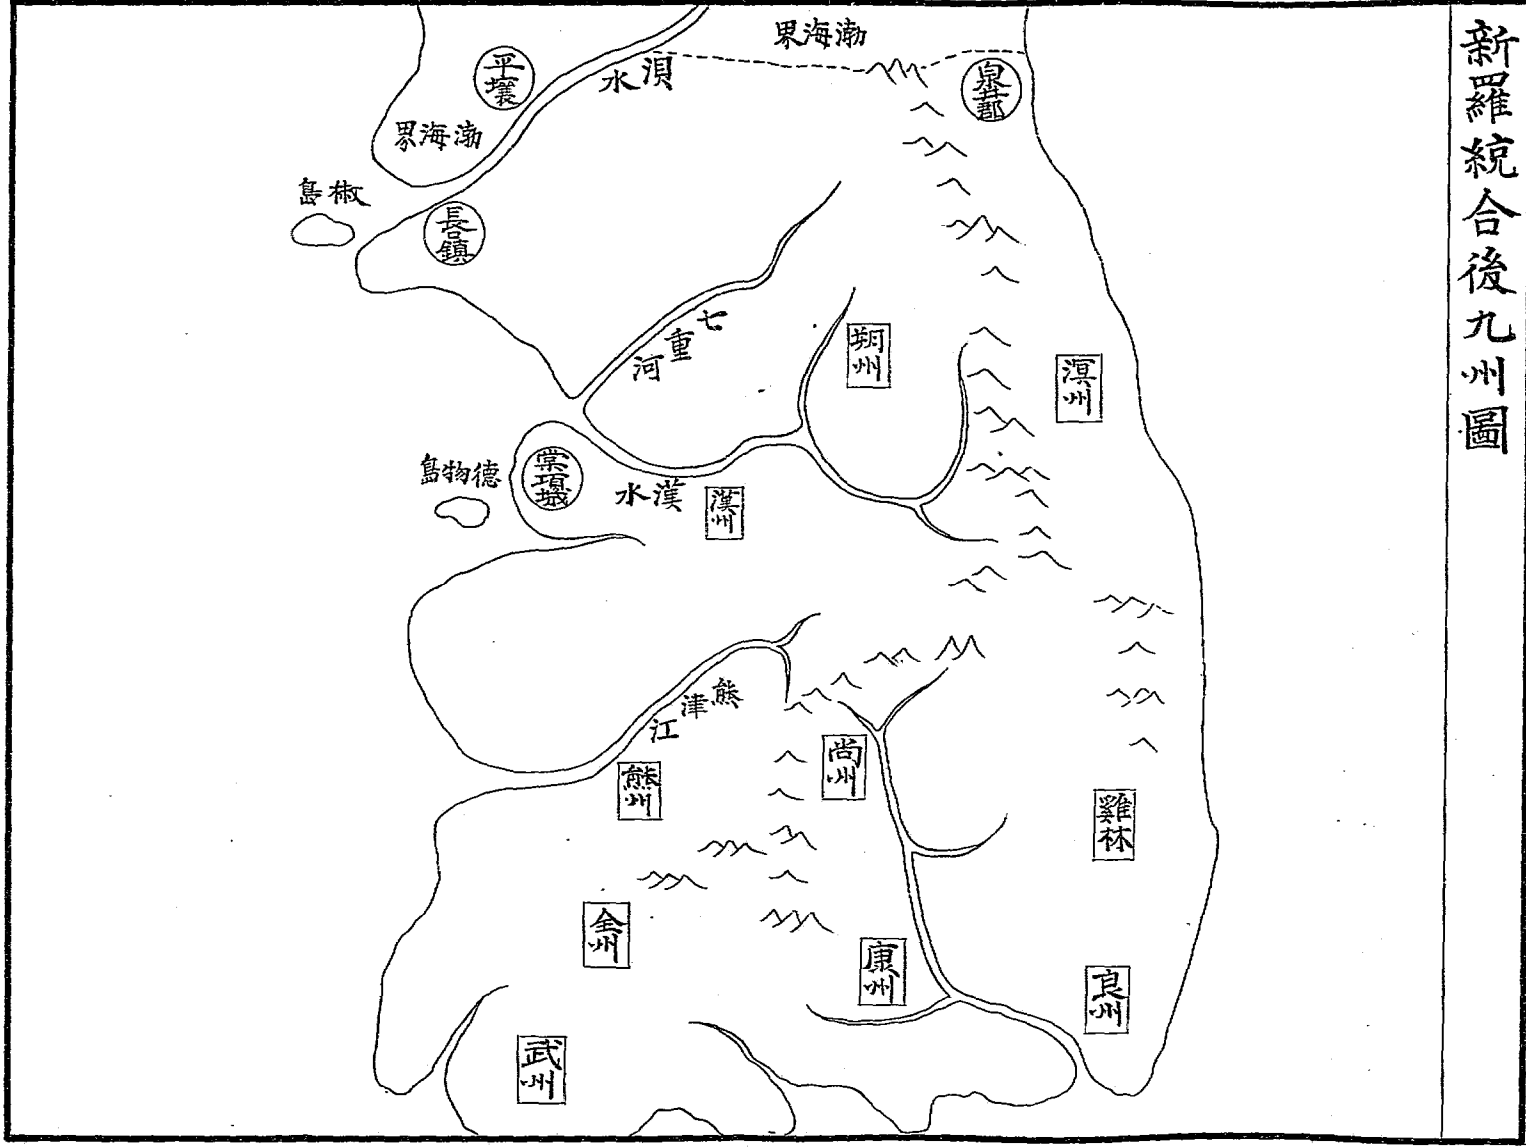 新羅統合後九州圖
渤海界
泉井郡
浿水
平壤
渤海界
椒島
長口鎮
七重河
朔州
溟州
党項城
德物島
漢水
漢州
熊津江
熊州
尚州
雞林
全州
康州
良州
武州